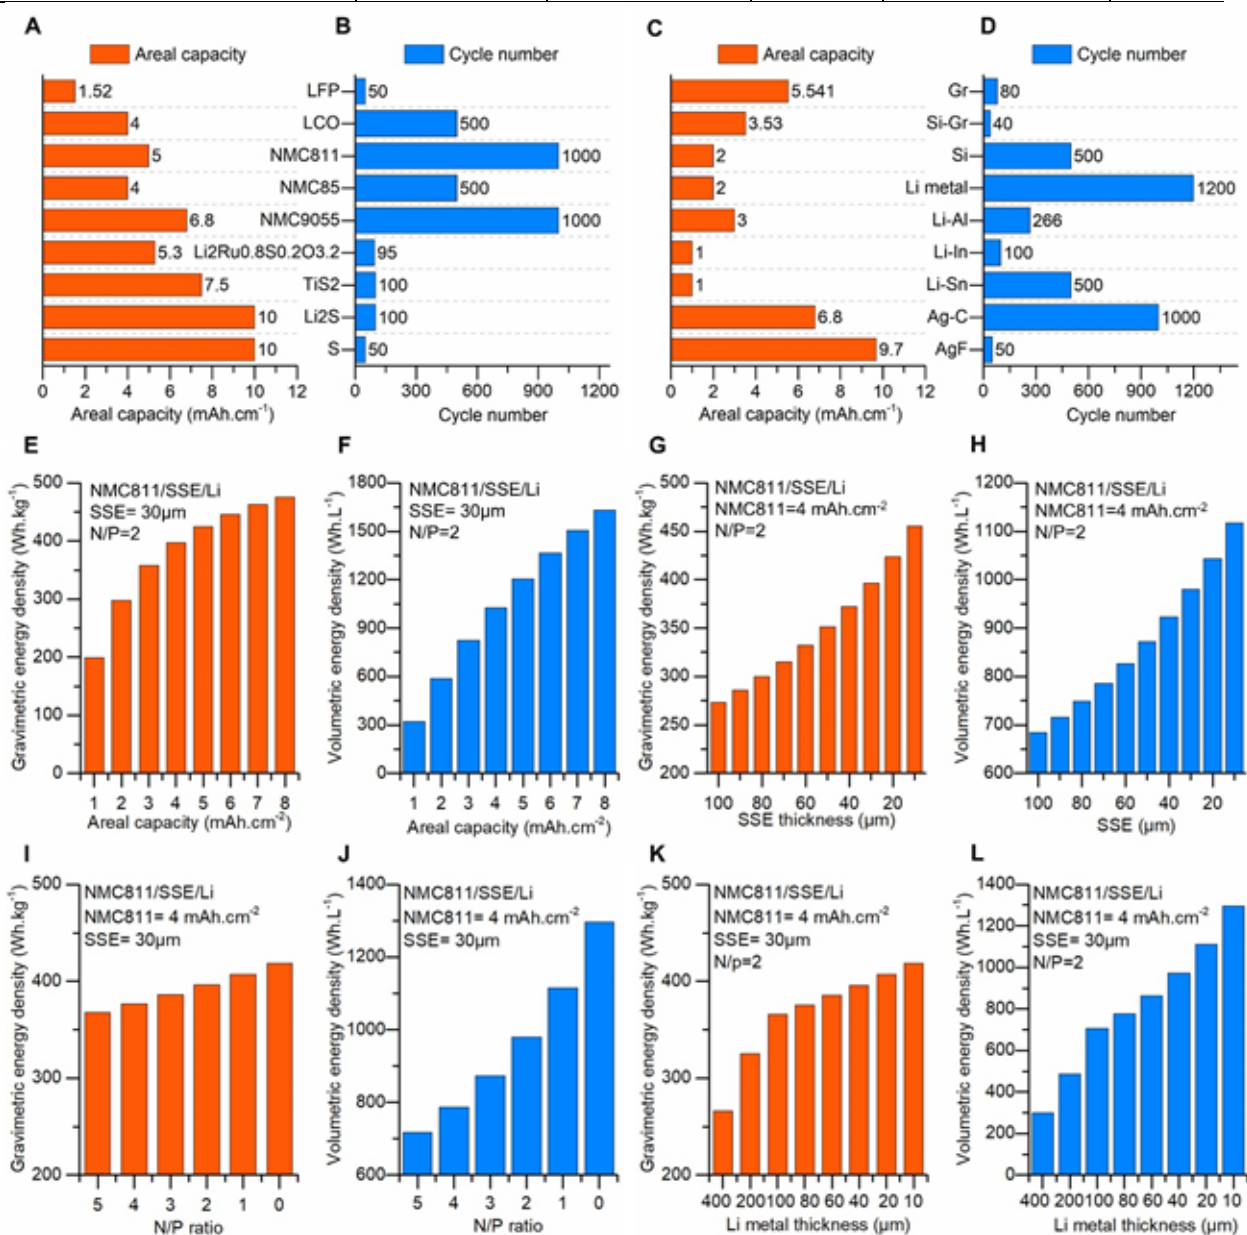 A
Areal capacity
1.52
4
5
4
6.8
5.3
7.5
10
10
0 2 4 6 8 10 12
Areal capacity (mAh.cm⁻¹)
B
Cycle number
LFP
LCO
NMC811
NMC85
NMC9055
Li2Ru0.8S0.2O3.2
TiS2
Li2S
S
50
500
1000
500
1000
95
100
100
50
0 300 600 900 1200
Cycle number
C
Areal capacity
5.541
3.53
2
2
3
1
1
6.8
9.7
0 2 4 6 8 10 12
Areal capacity (mAh.cm⁻¹)
D
Cycle number
Gr
Si-Gr
Si
Li metal
Li-Al
Li-In
Li-Sn
Ag-C
AgF
80
40
500
1200
266
100
500
1000
50
0 300 600 900 1200
Cycle number
E
Gravimetric energy density (Wh.kg⁻¹)
500
400
300
200
100
0
NMC811/SSE/Li
SSE= 30µm
N/P=2
1 2 3 4 5 6 7 8
Areal capacity (mAh.cm⁻²)
F
Volumetric energy density (Wh.L⁻¹)
1800
1500
1200
900
600
300
0
NMC811/SSE/Li
SSE= 30µm
N/P=2
1 2 3 4 5 6 7 8
Areal capacity (mAh.cm⁻²)
G
Gravimetric energy density (Wh.kg⁻¹)
500
450
400
350
300
250
200
NMC811/SSE/Li
NMC811=4 mAh.cm⁻²
N/P=2
100 80 60 40 20
SSE thickness (µm)
H
Volumetric energy density (Wh.L⁻¹)
1200
1100
1000
900
800
700
600
NMC811/SSE/Li
NMC811=4 mAh.cm⁻²
N/P=2
100 80 60 40 20
SSE (µm)
I
Gravimetric energy density (Wh.kg⁻¹)
500
400
300
200
NMC811/SSE/Li
NMC811= 4 mAh.cm⁻²
SSE= 30µm
5 4 3 2 1 0
N/P ratio
J
Volumetric energy density (Wh.L⁻¹)
1400
1200
1000
800
600
NMC811/SSE/Li
NMC811= 4 mAh.cm⁻²
SSE= 30µm
5 4 3 2 1 0
N/P ratio
K
Gravimetric energy density (Wh.kg⁻¹)
500
400
300
200
NMC811/SSE/Li
NMC811= 4 mAh.cm⁻²
SSE= 30µm
N/p=2
400 200 100 80 60 40 20 10
Li metal thickness (µm)
L
Volumetric energy density (Wh.L⁻¹)
1400
1200
1000
800
600
400
200
0
NMC811/SSE/Li
NMC811= 4 mAh.cm⁻²
SSE= 30µm
N/P=2
400 200 100 80 60 40 20 10
Li metal thickness (µm)